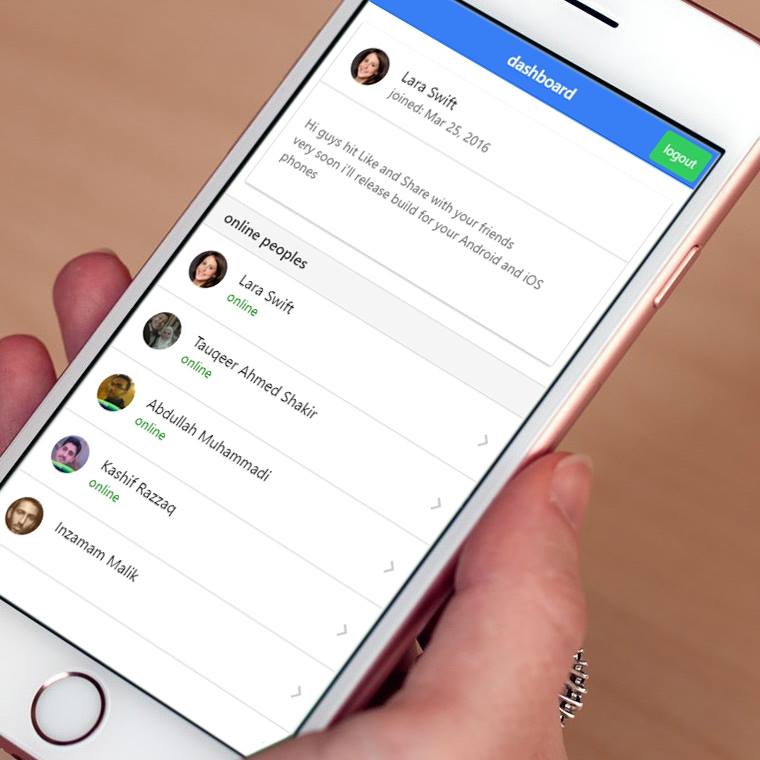 dashboard
logout
Lara Swift
joined: Mar 25, 2016
Hi guys hit Like and Share with your friends
very soon i'll release build for your Android and iOS
phones
online peoples
Lara Swift
online
Tauqeer Ahmed Shakir
online
Abdullah Muhammadi
online
Kashif Razzaq
online
Inzamam Malik